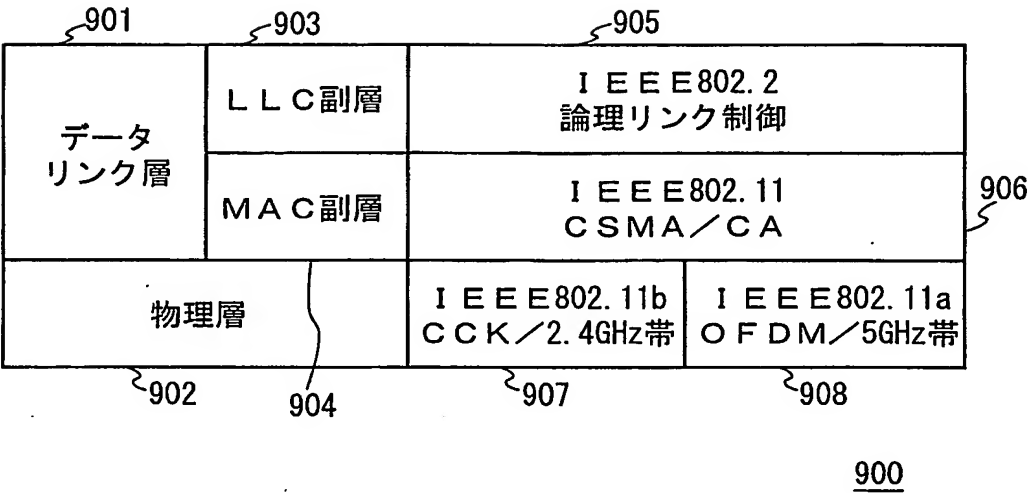 901
903
905
データ
リンク層
LLC副層
IEEE802.2
論理リンク制御
MAC副層
IEEE802.11
CSMA/CA
906
物理層
IEEE802.11b
CCK/2.4GHz帯
IEEE802.11a
OFDM/5GHz帯
902
904
907
908
900